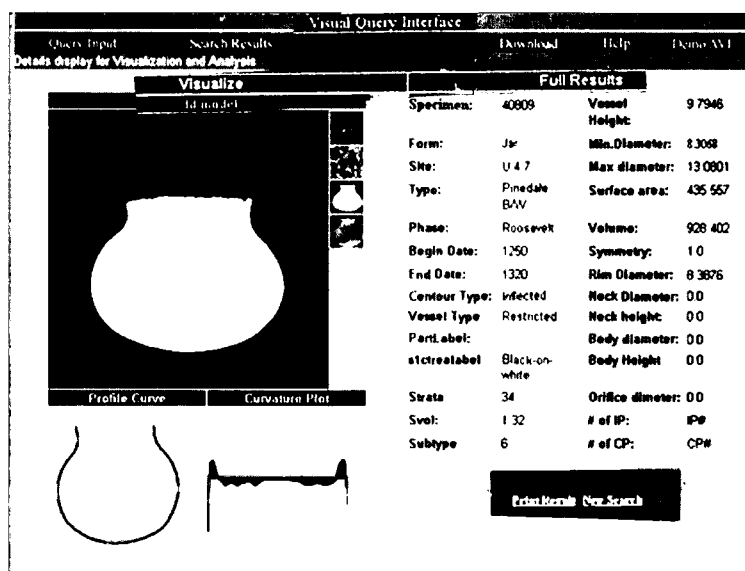 Visual Query Interface
Query Input Search Results Download Help Demo AVI
Details display for Visualization and Analysis
Visualize Full Results
3d model
Specimen: 40809 Vessel Height: 9.7946
Form: Jar Min.Diameter: 8.3068
Site: U:4:7 Max diameter: 13.0801
Type: Pinedale B/W Surface area: 435.557
Phase: Roosevelt Volume: 928.402
Begin Date: 1250 Symmetry: 1.0
End Date: 1320 Rim Diameter: 8.3876
Contour Type: Inflected Neck Diameter: 0.0
Vessel Type Restricted Neck height: 0.0
PartLabel: Body diameter: 0.0
Black-on-white Body Height 0.0
Strata 34 Orifice dimeter: 0.0
Svol: 1.32 # of IP: IP#
Subtype 6 # of CP: CP#
Profile Curve Curvature Plot
Print Result New Search